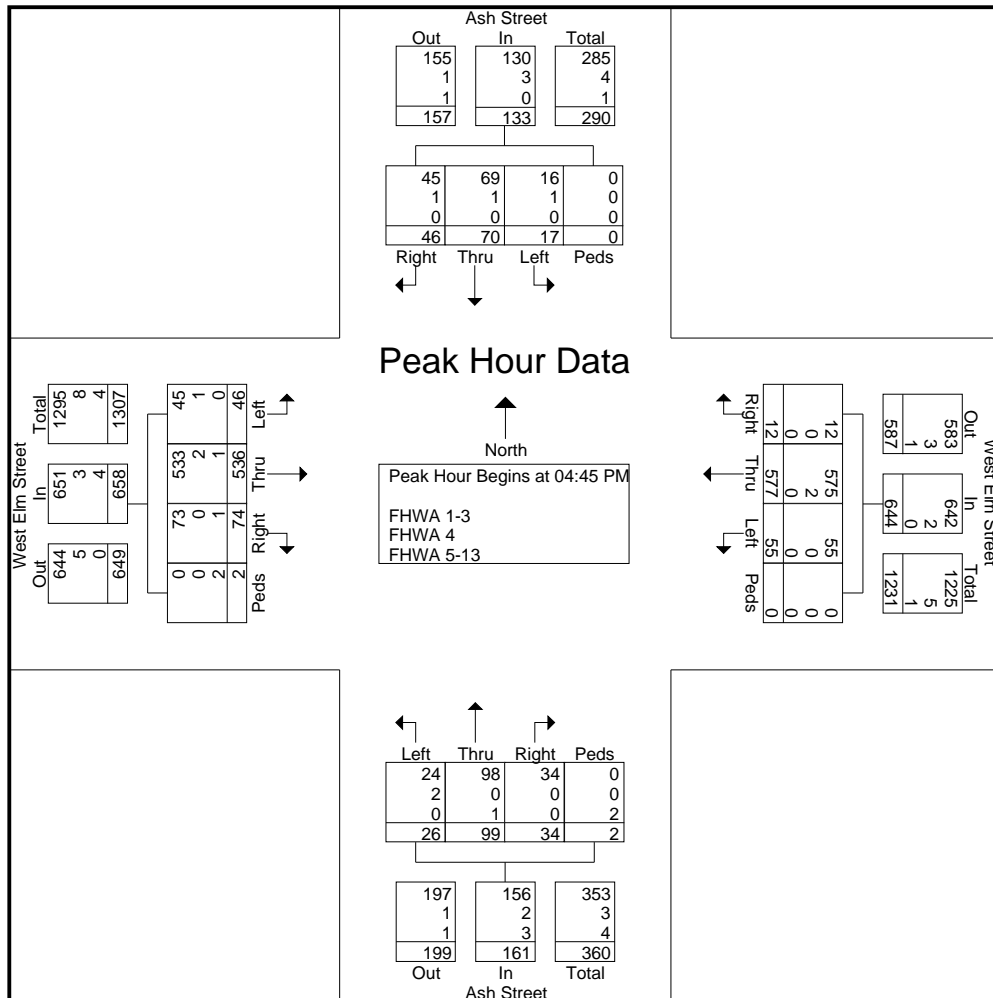 Ash Street
Out In Total
155 130 285
1 3 4
1 0 1
157 133 290
45 69 16 0
1 1 1 0
0 0 0 0
46 70 17 0
Right Thru Left Peds
Peak Hour Data
North
Peak Hour Begins at 04:45 PM
FHWA 1-3
FHWA 4
FHWA 5-13
West Elm Street
Out In Total
644 651 1295
5 3 8
0 4 4
649 658 1307
Peds Right Thru Left
0 73 533 45
0 0 2 1
2 1 1 0
2 74 536 46
Right Thru Left Peds
12 577 55 0
0 0 0 0
0 2 0 0
12 575 55 0
West Elm Street
Out In Total
583 642 1225
3 2 5
1 0 1
587 644 1231
Left Thru Right Peds
24 98 34 0
2 0 0 0
0 1 0 2
26 99 34 2
197 156 353
1 2 3
1 3 4
199 161 360
Out In Total
Ash Street